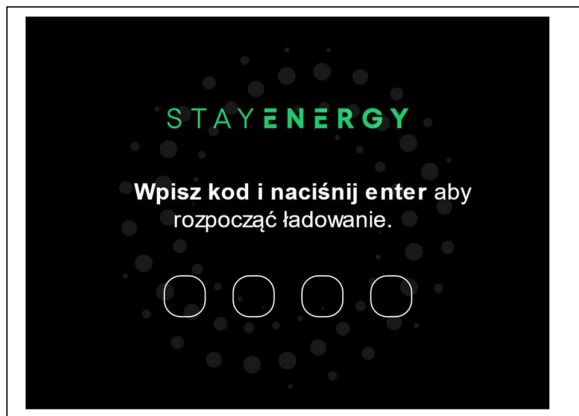 STAYENERGY
Wpisz kod i naciśnij enter aby
rozpocząć ładowanie.